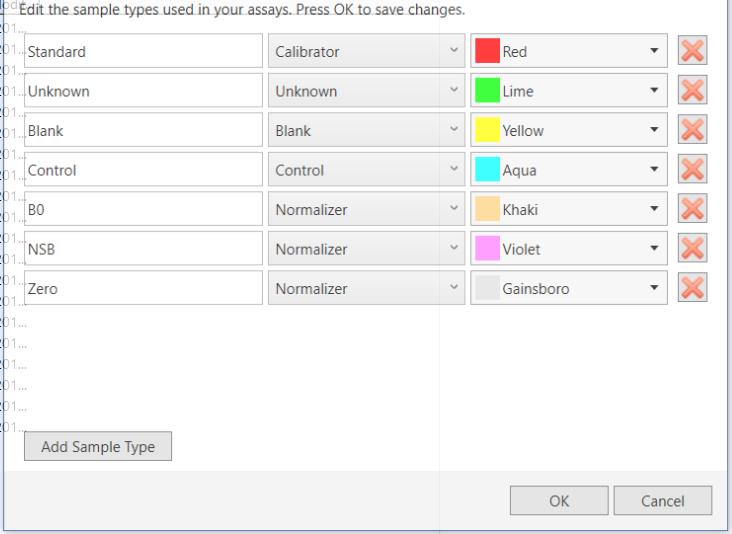 Edit the sample types used in your assays. Press OK to save changes.
Standard Calibrator Red
Unknown Unknown Lime
Blank Blank Yellow
Control Control Aqua
B0 Normalizer Khaki
NSB Normalizer Violet
Zero Normalizer Gainsboro
Add Sample Type
OK Cancel